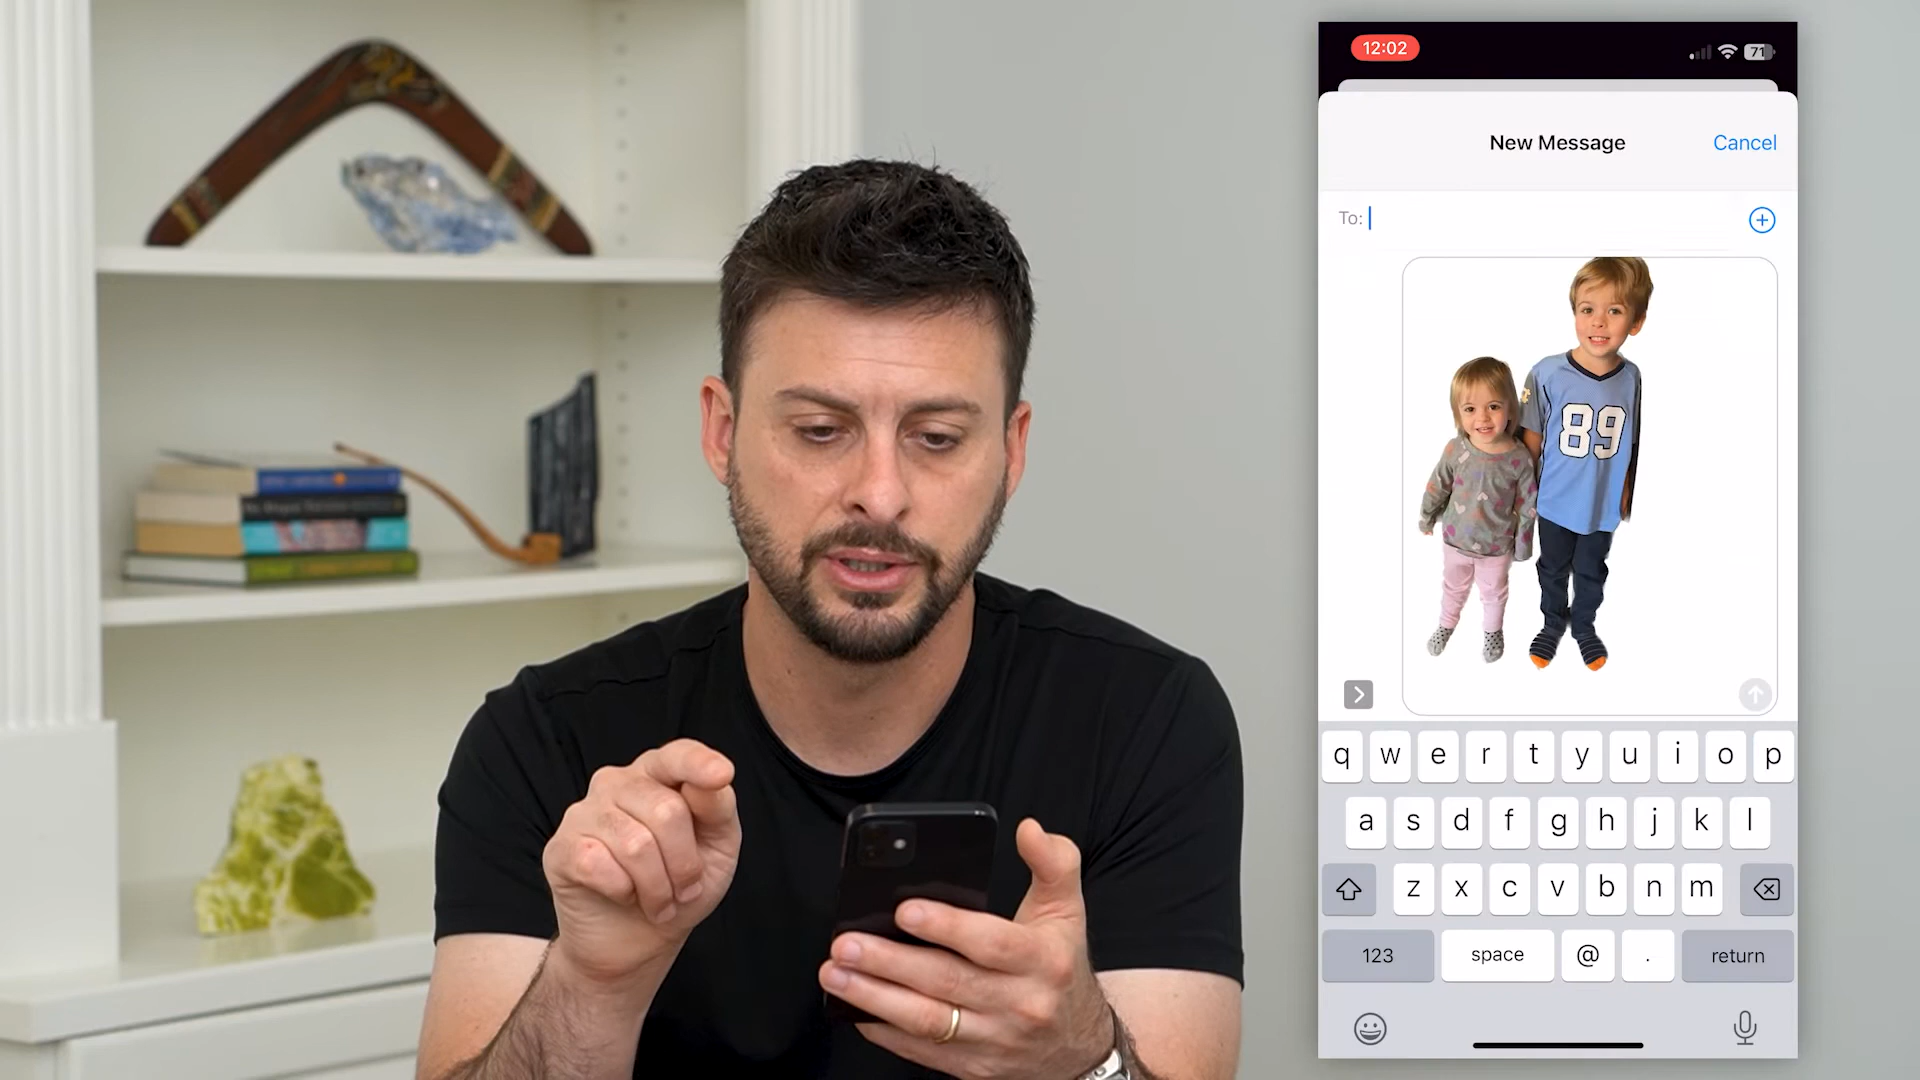 12:02
71
New Message
Cancel
To:
89
q w e r t y u i o p
a s d f g h j k l
z x c v b n m
123
space
@
.
return